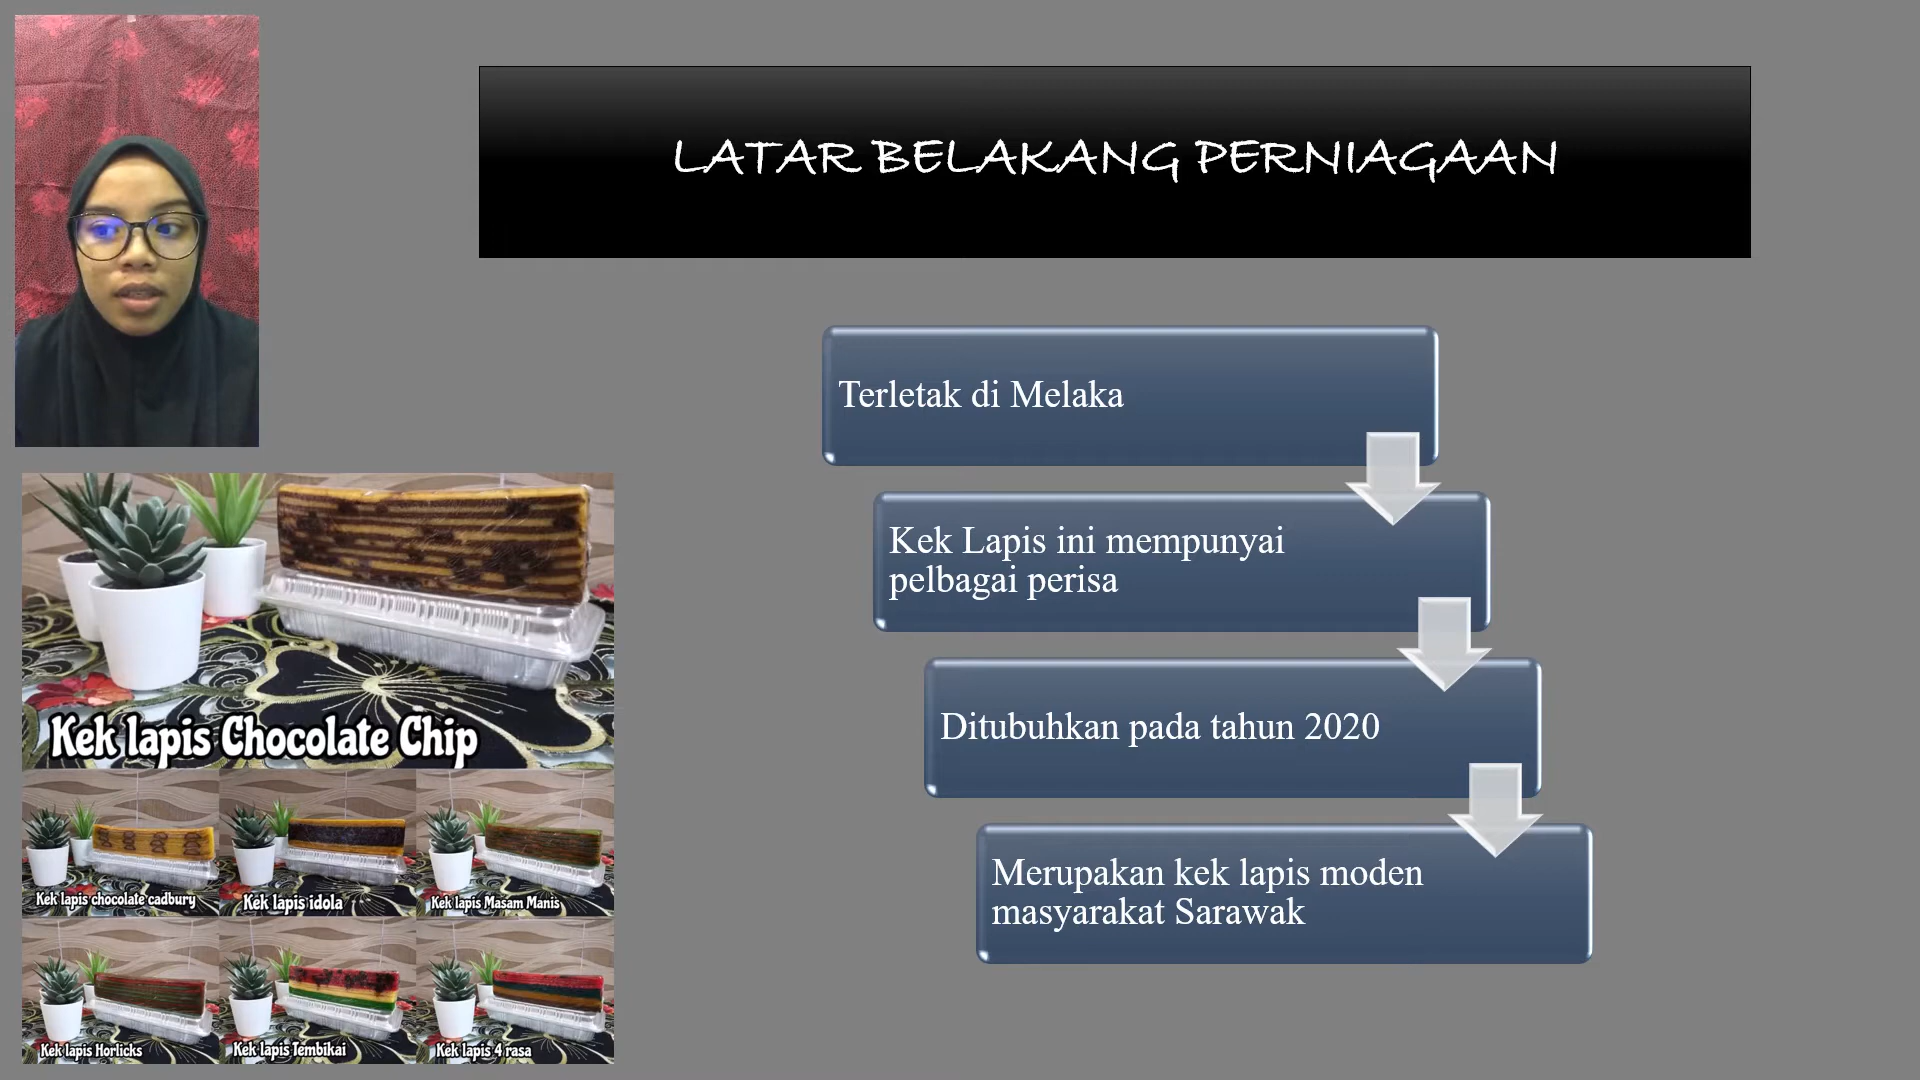 LATAR BELAKANG PERNIAGAAN
Terletak di Melaka
Kek Lapis ini mempunyai
pelbagai perisa
Ditubuhkan pada tahun 2020
Merupakan kek lapis moden
masyarakat Sarawak
Kek lapis Chocolate Chip
Kek lapis chocolate cadbury
Kek lapis idola
Kek lapis Masam Manis
Kek lapis Horlicks
Kek lapis Tembikai
Kek lapis 4 rasa